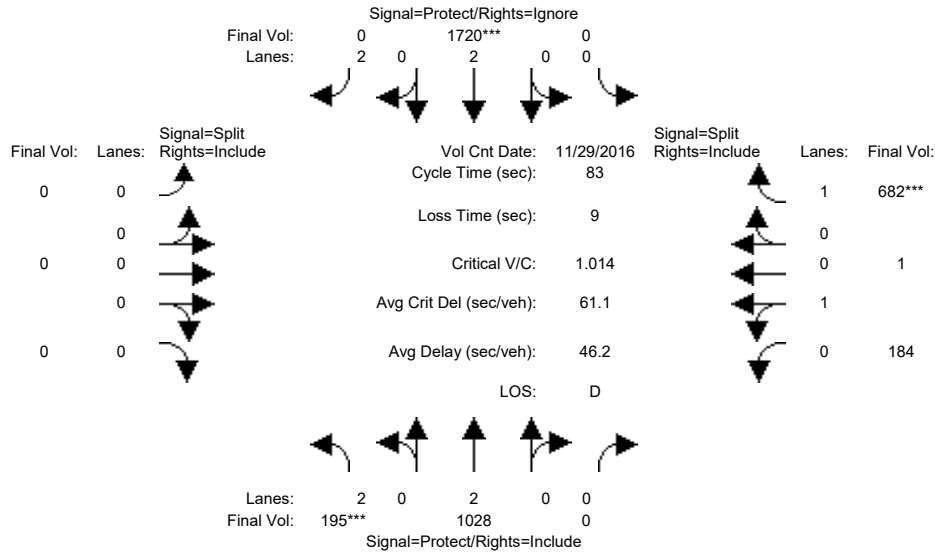 Signal=Protect/Rights=Ignore
Final Vol: 0 1720*** 0
Lanes: 2 0 2 0 0
Signal=Split
Final Vol: Lanes: Rights=Include
Vol Cnt Date: 11/29/2016
Signal=Split
Rights=Include Lanes: Final Vol:
Cycle Time (sec): 83
0 0 1 682***
Loss Time (sec): 9
0 0
0 0 Critical V/C: 1.014 0 1
0 Avg Crit Del (sec/veh): 61.1 1
0 0 Avg Delay (sec/veh): 46.2 0 184
LOS: D
Lanes: 2 0 2 0 0
Final Vol: 195*** 1028 0
Signal=Protect/Rights=Include